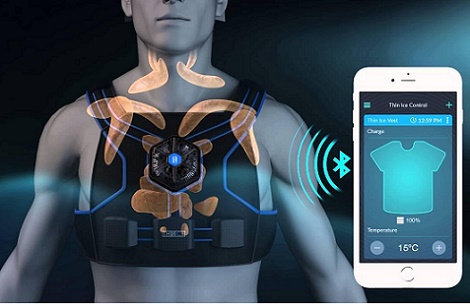 Thin Ice Control
Thin Ice Vest 12:59 PM
Charge
100%
Temperature
15°C